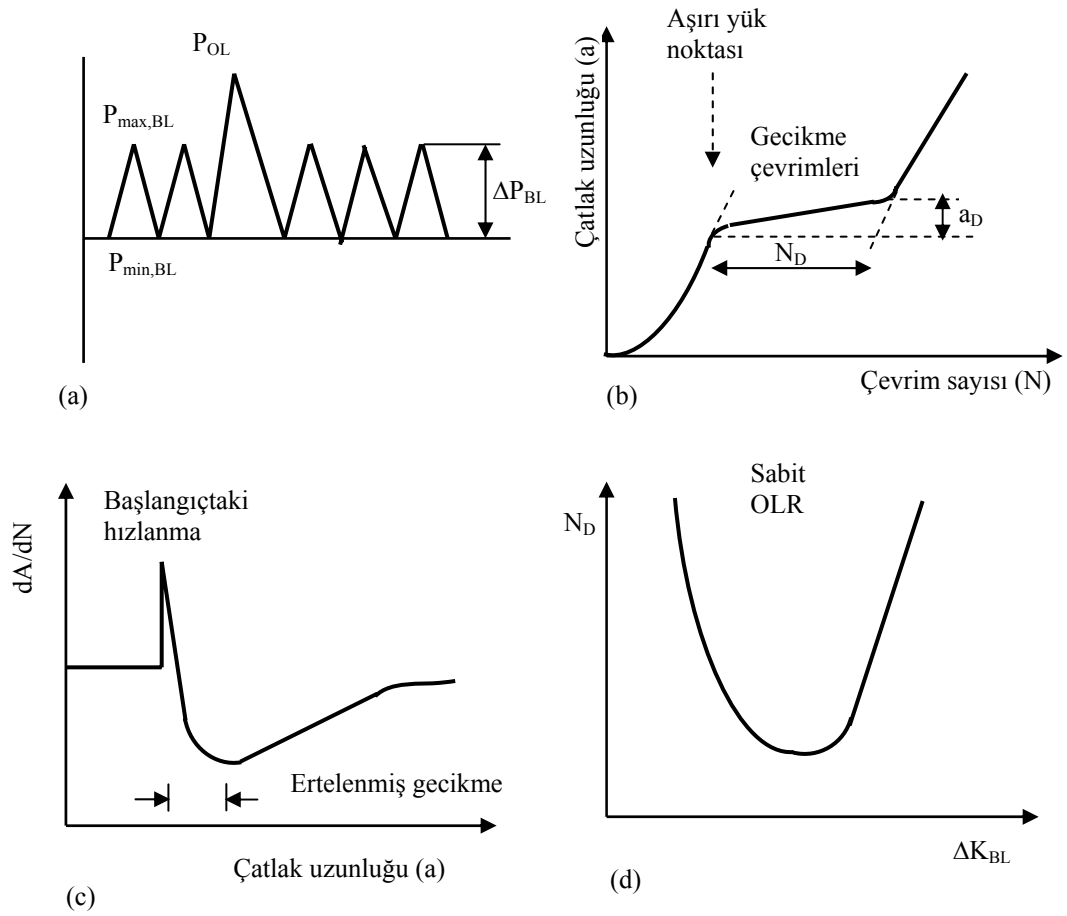 P_OL
P_max,BL
ΔP_BL
P_min,BL
(a)
Aşırı yük
noktası
Çatlak uzunluğu (a)
Gecikme
çevrimleri
a_D
N_D
Çevrim sayısı (N)
(b)
Başlangıçtaki
hızlanma
dA/dN
Ertelenmiş gecikme
Çatlak uzunluğu (a)
(c)
Sabit
OLR
N_D
ΔK_BL
(d)